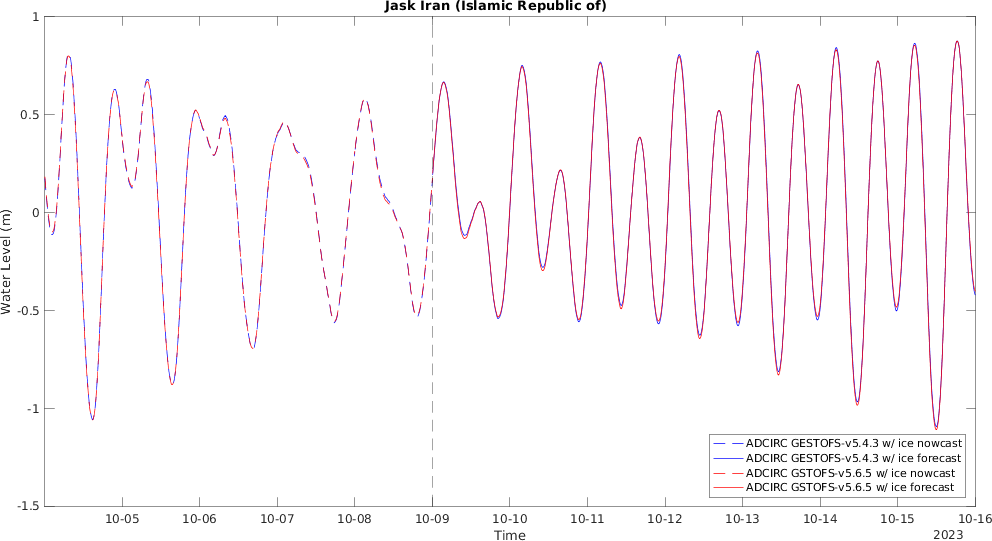 Jask Iran (Islamic Republic of)
1
0.5
0
-0.5
-1
-1.5
Water Level (m)
ADCIRC GESTOFS-v5.4.3 w/ ice nowcast
ADCIRC GESTOFS-v5.4.3 w/ ice forecast
ADCIRC GSTOFS-v5.6.5 w/ ice nowcast
ADCIRC GSTOFS-v5.6.5 w/ ice forecast
10-05 10-06 10-07 10-08 10-09 10-10 10-11 10-12 10-13 10-14 10-15 10-16
Time
2023